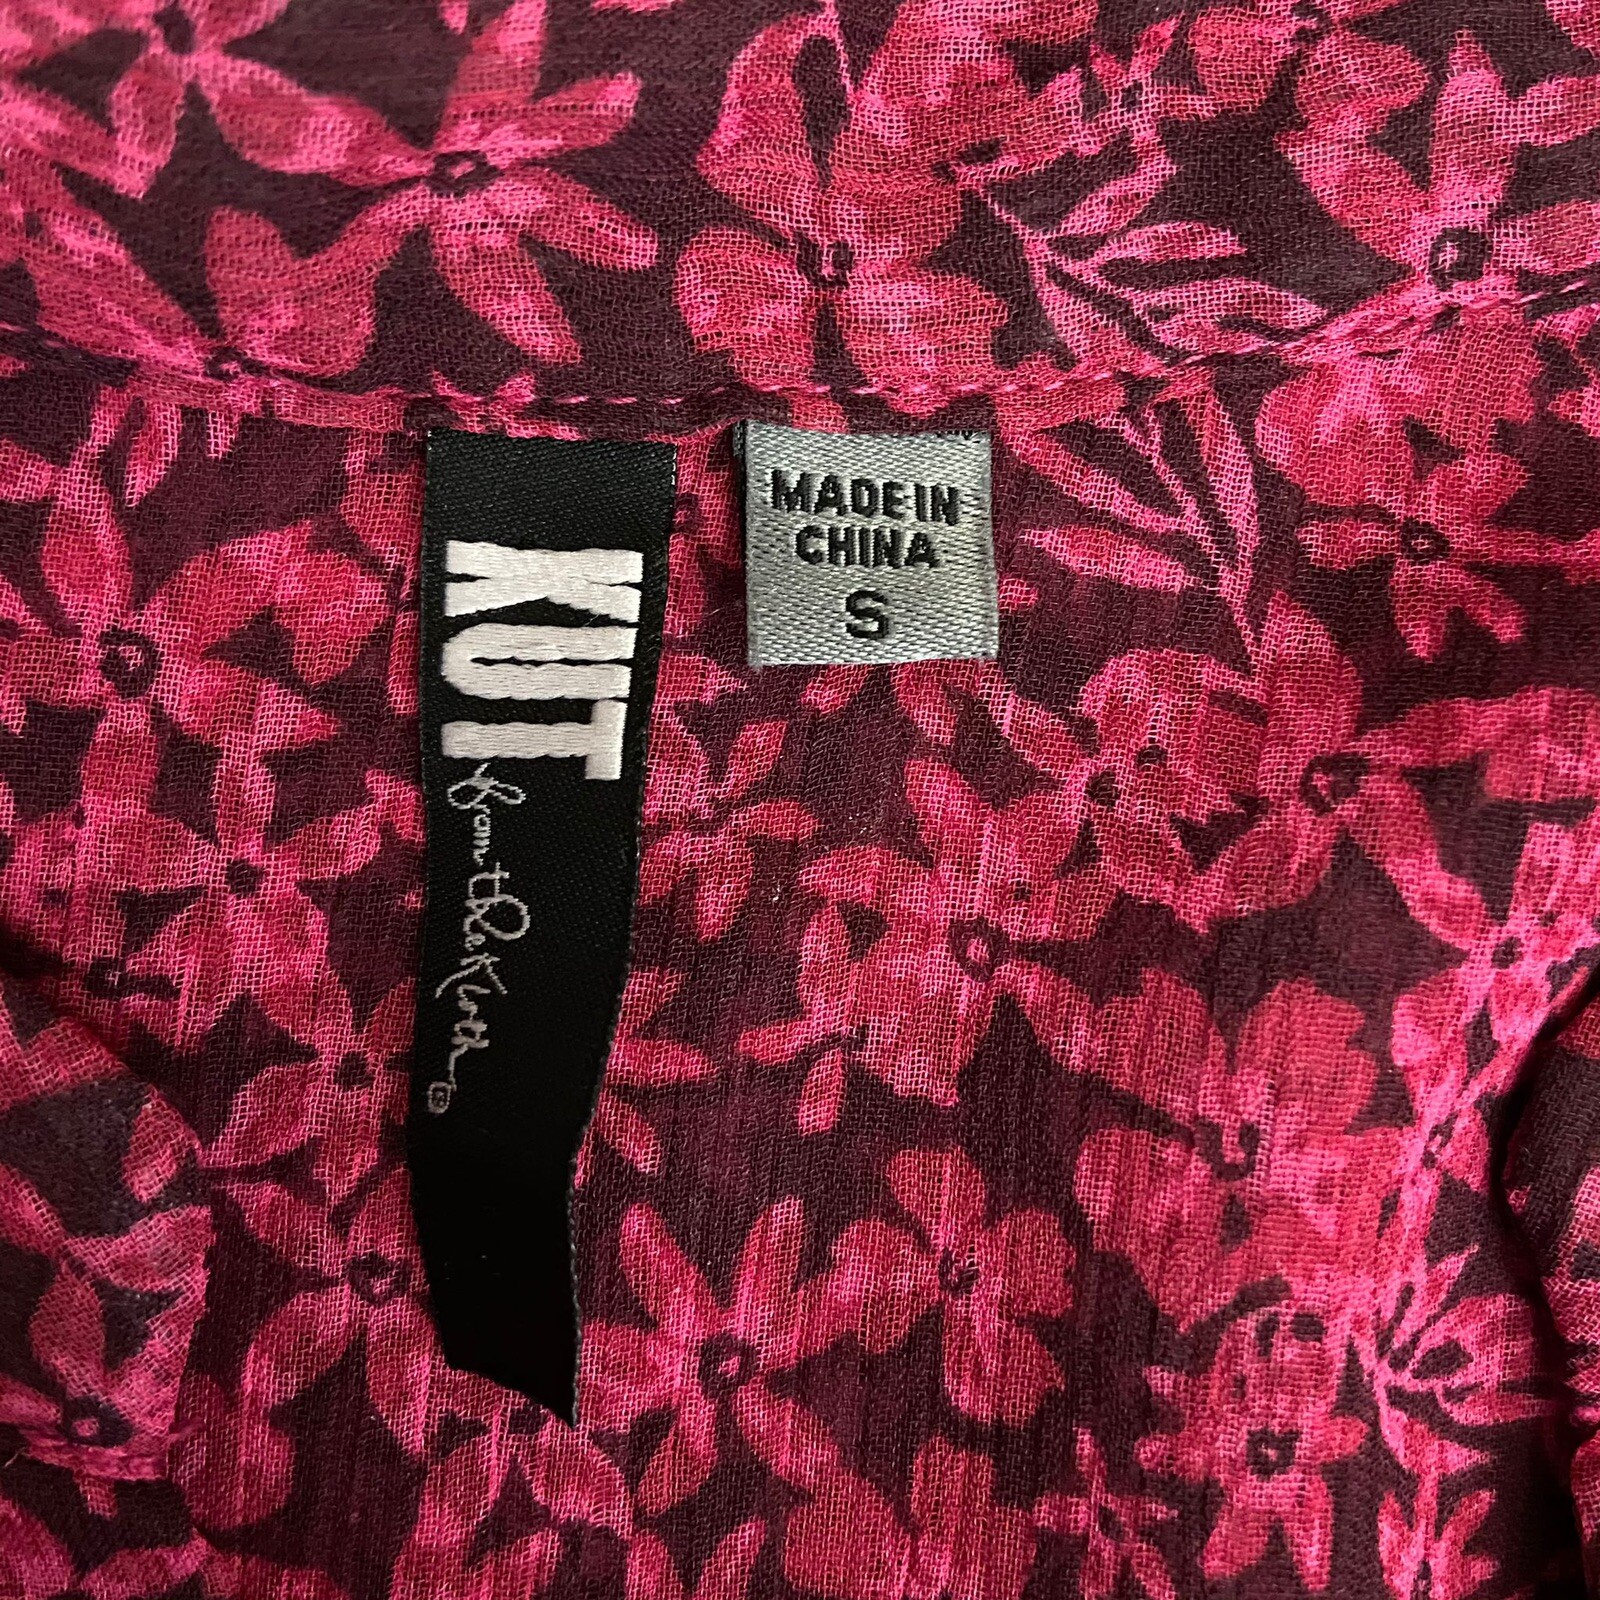 KUT
from the Kloth®
MADE IN
CHINA
S